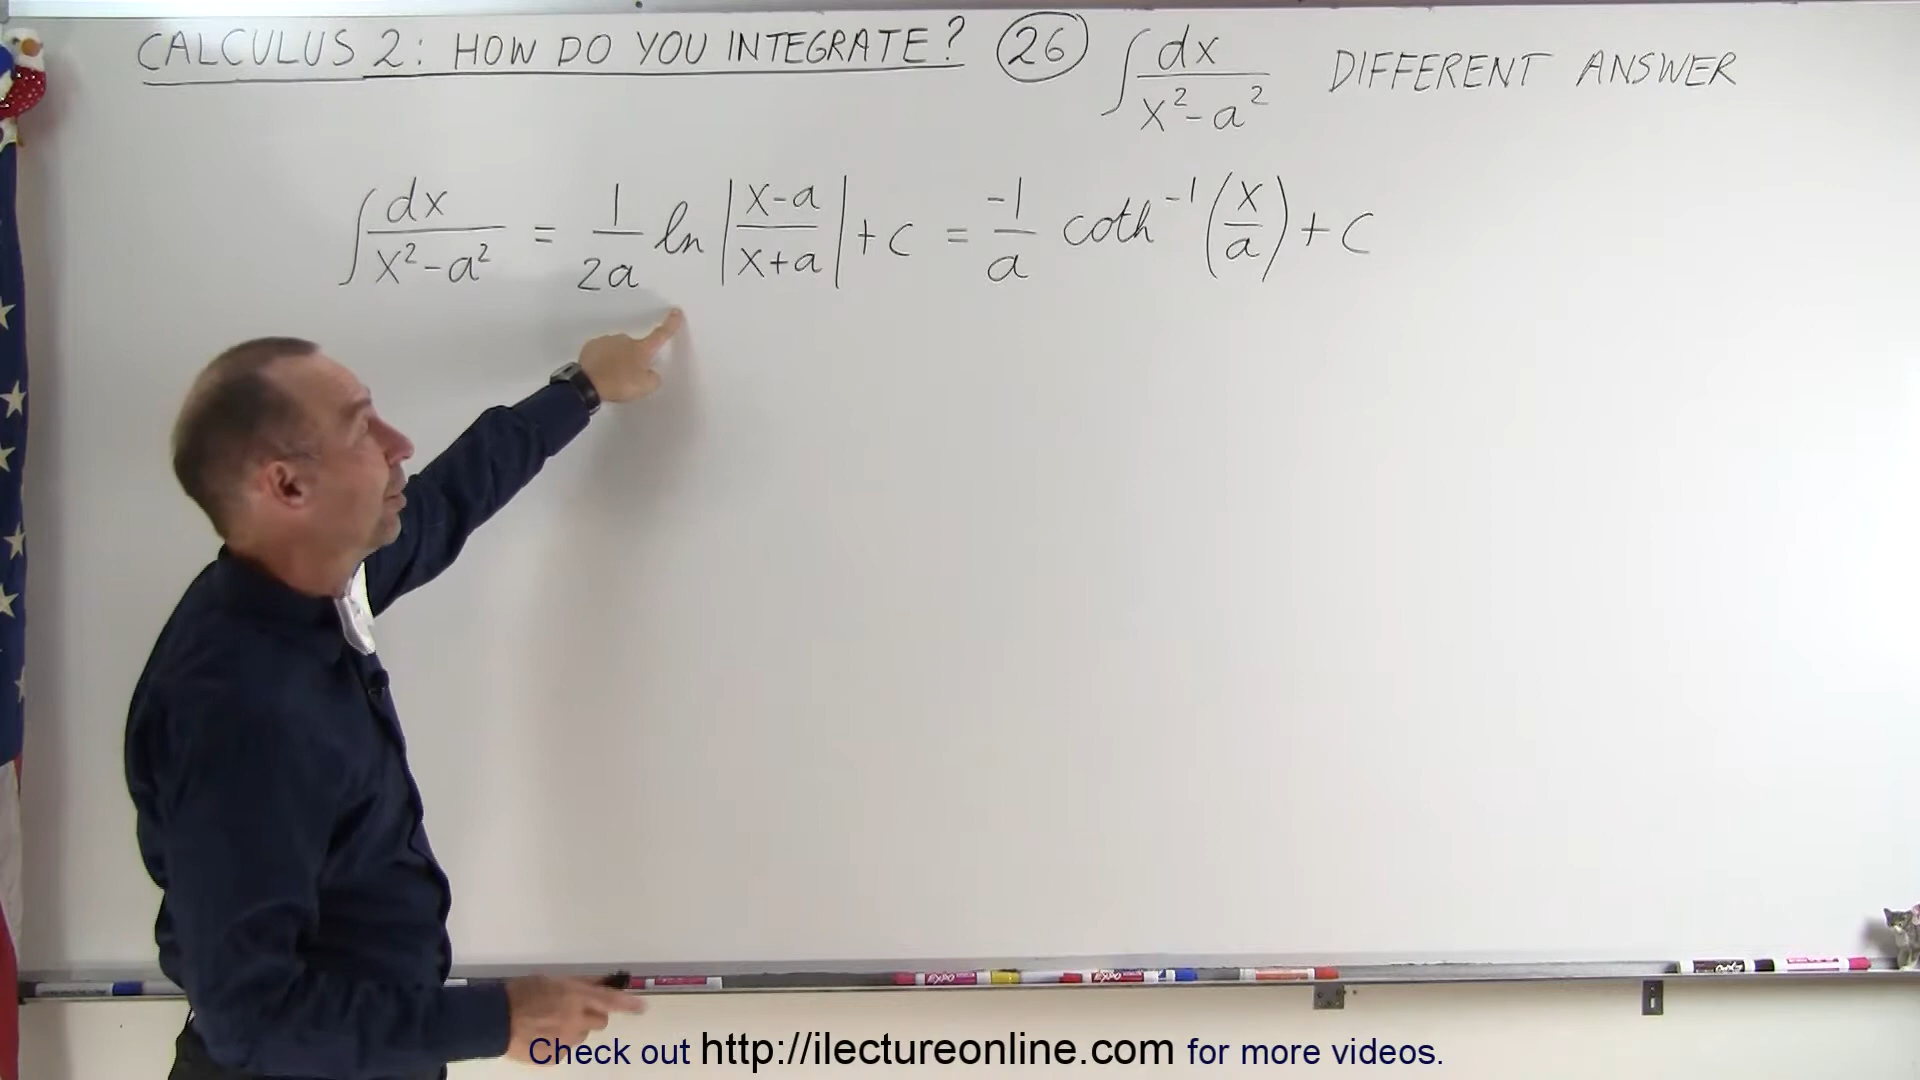 CALCULUS 2: HOW DO YOU INTEGRATE? 26 ∫ dx / (x² - a²) DIFFERENT ANSWER
∫ dx / (x² - a²) = 1/(2a) ln |(x-a)/(x+a)| + C = -1/a coth⁻¹ (x/a) + C
Check out http://ilectureonline.com for more videos.